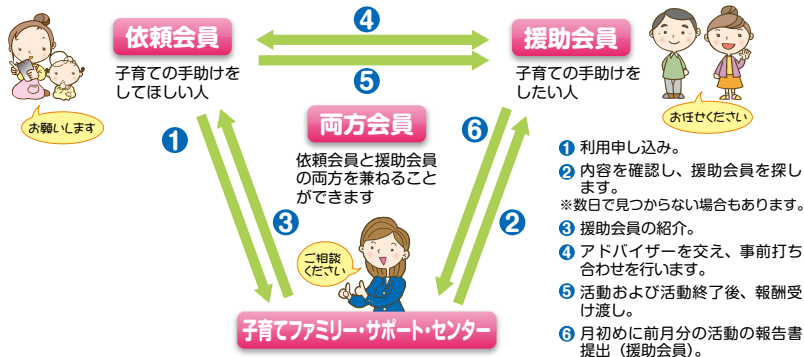 依頼会員
子育ての手助けを
してほしい人
お願いします
援助会員
子育ての手助けを
したい人
お任せください
両方会員
依頼会員と援助会員
の両方を兼ねること
ができます
ご相談
ください
子育てファミリー・サポート・センター
❹
❺
❶
❸
❻
❷
❶ 利用申し込み。
❷ 内容を確認し、援助会員を探し
ます。
※数日で見つからない場合もあります。
❸ 援助会員の紹介。
❹ アドバイザーを交え、事前打ち
合わせを行います。
❺ 活動および活動終了後、報酬受
け渡し。
❻ 月初めに前月分の活動の報告書
提出（援助会員）。